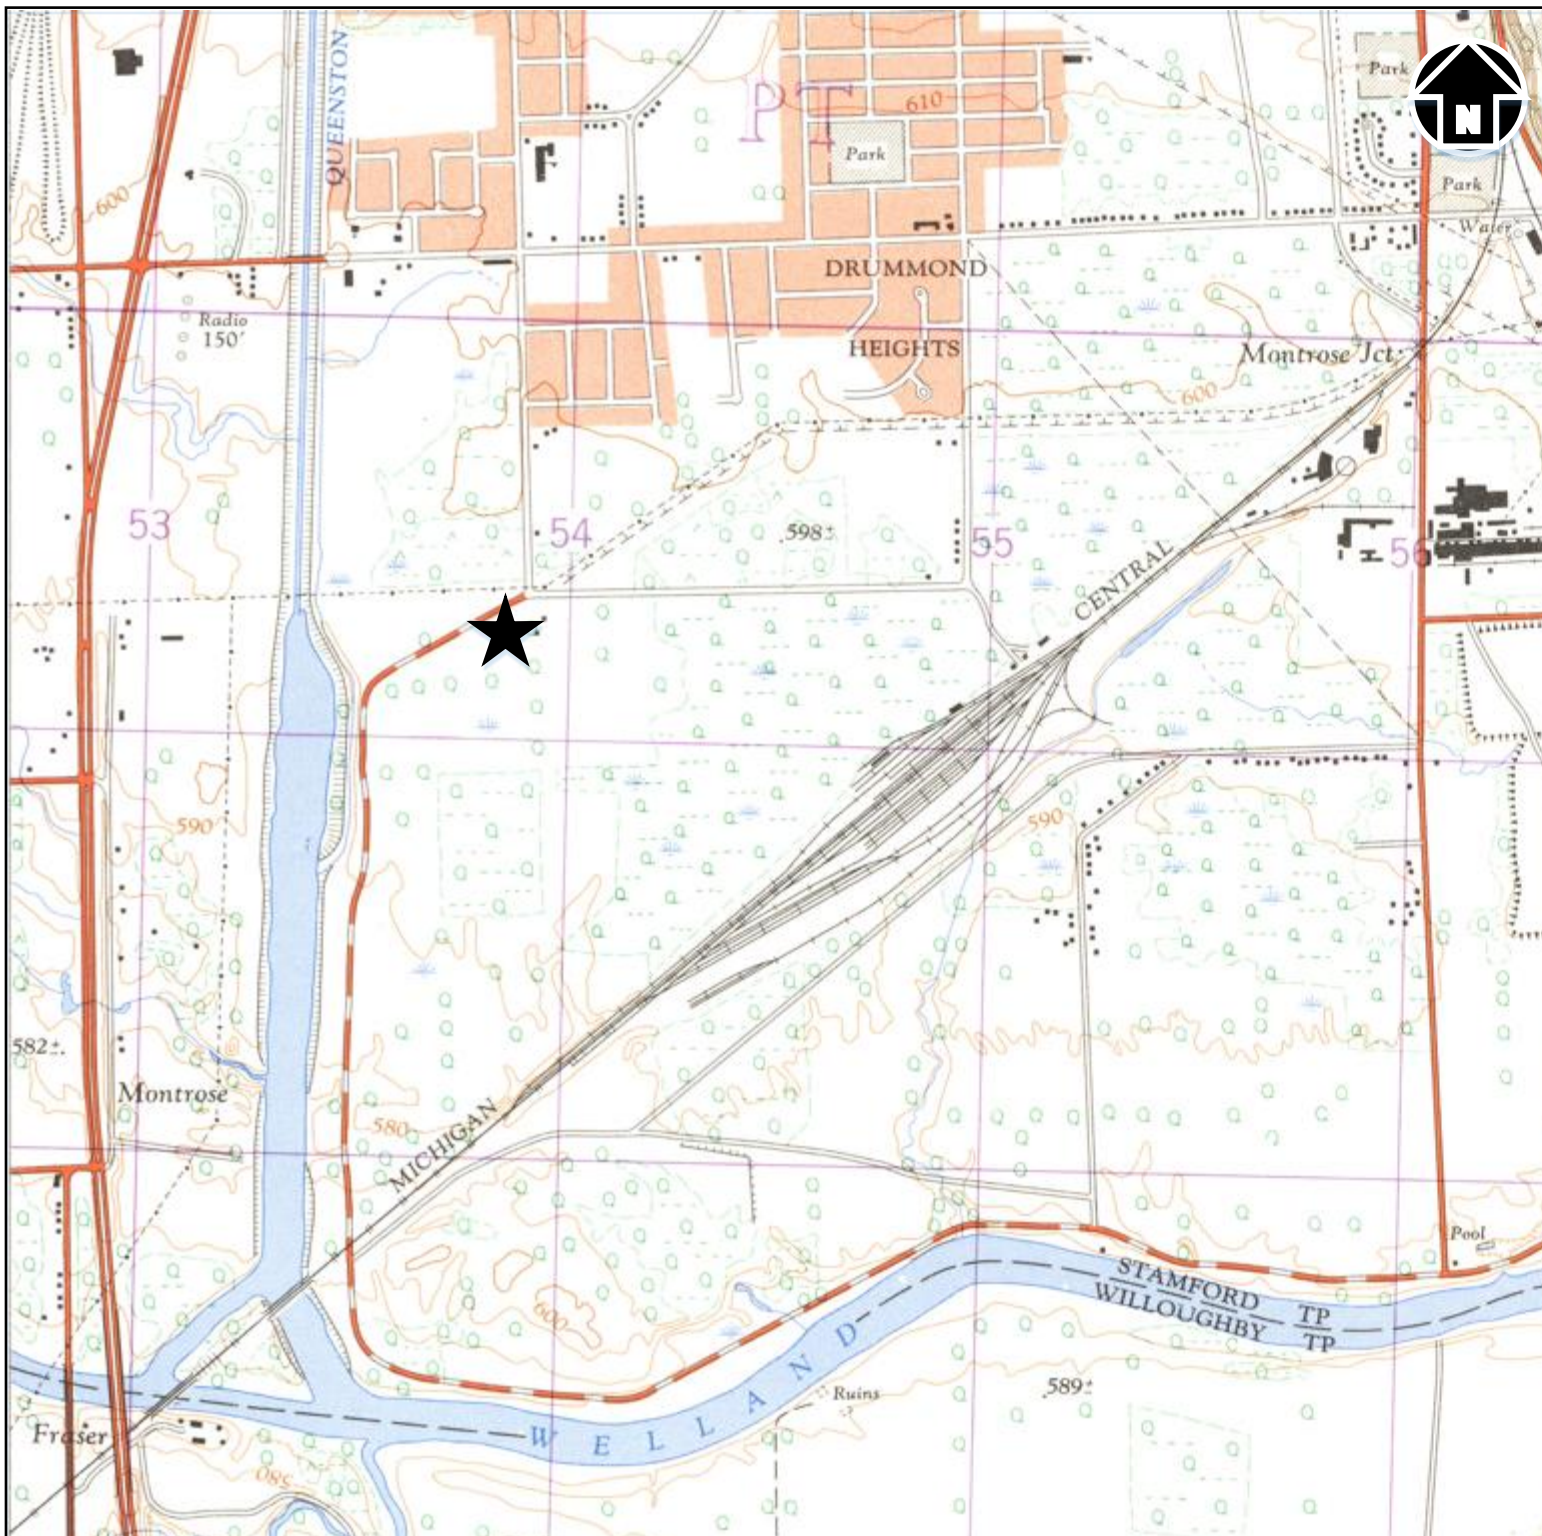 QUEENSTON
P T
610
Park
Park
N
Park
Water
600
DRUMMOND
Radio
150'
HEIGHTS
Montrose Jct.
600
53
54
.598±
55
56
CENTRAL
590
590
582±.
Montrose
580
MICHIGAN
Pool
600
STAMFORD TP
WILLOUGHBY TP
WELLAND
Ruins
.589±
Fraser
580